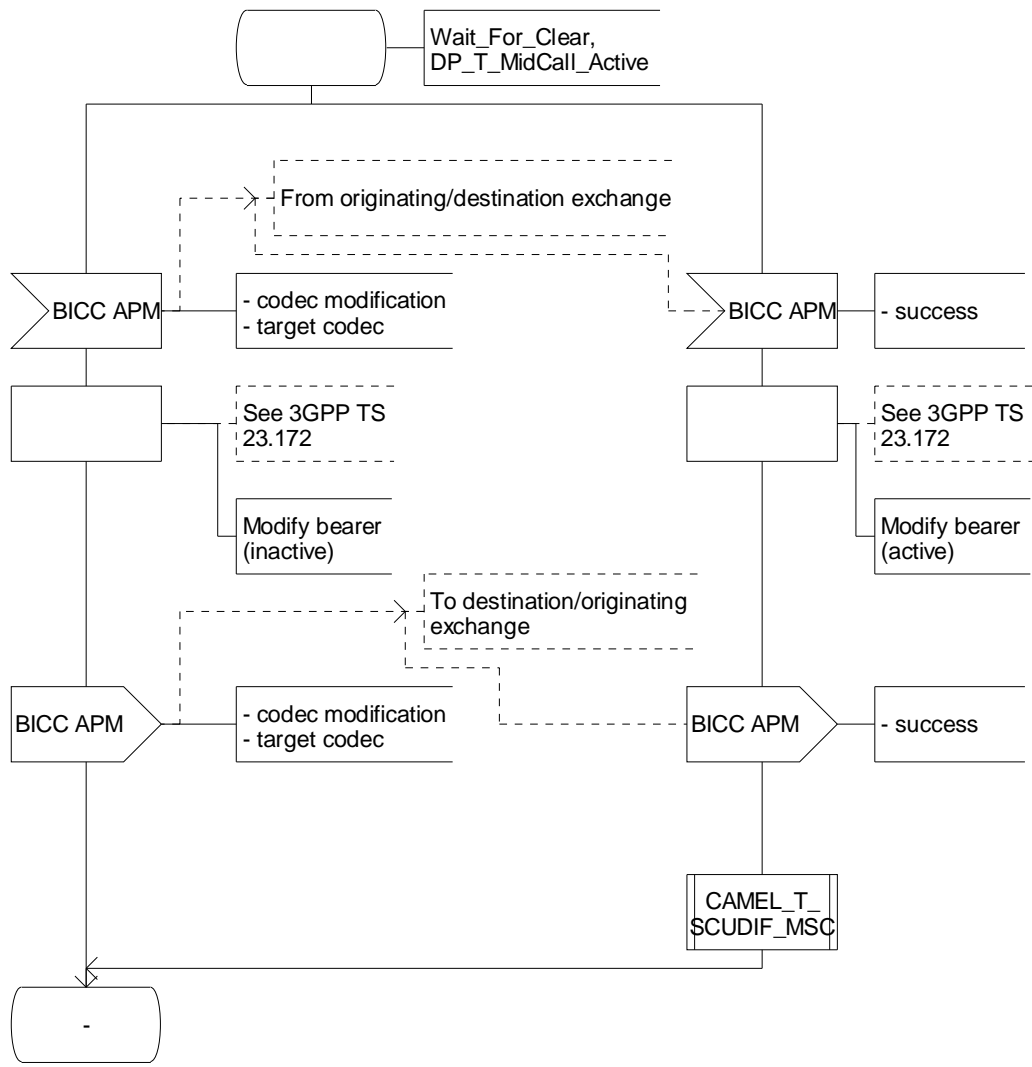 Wait_For_Clear,
DP_T_MidCall_Active
From originating/destination exchange
BICC APM
- codec modification
- target codec
BICC APM
- success
See 3GPP TS
23.172
See 3GPP TS
23.172
Modify bearer
(inactive)
Modify bearer
(active)
To destination/originating
exchange
BICC APM
- codec modification
- target codec
BICC APM
- success
CAMEL_T_
SCUDIF_MSC
-